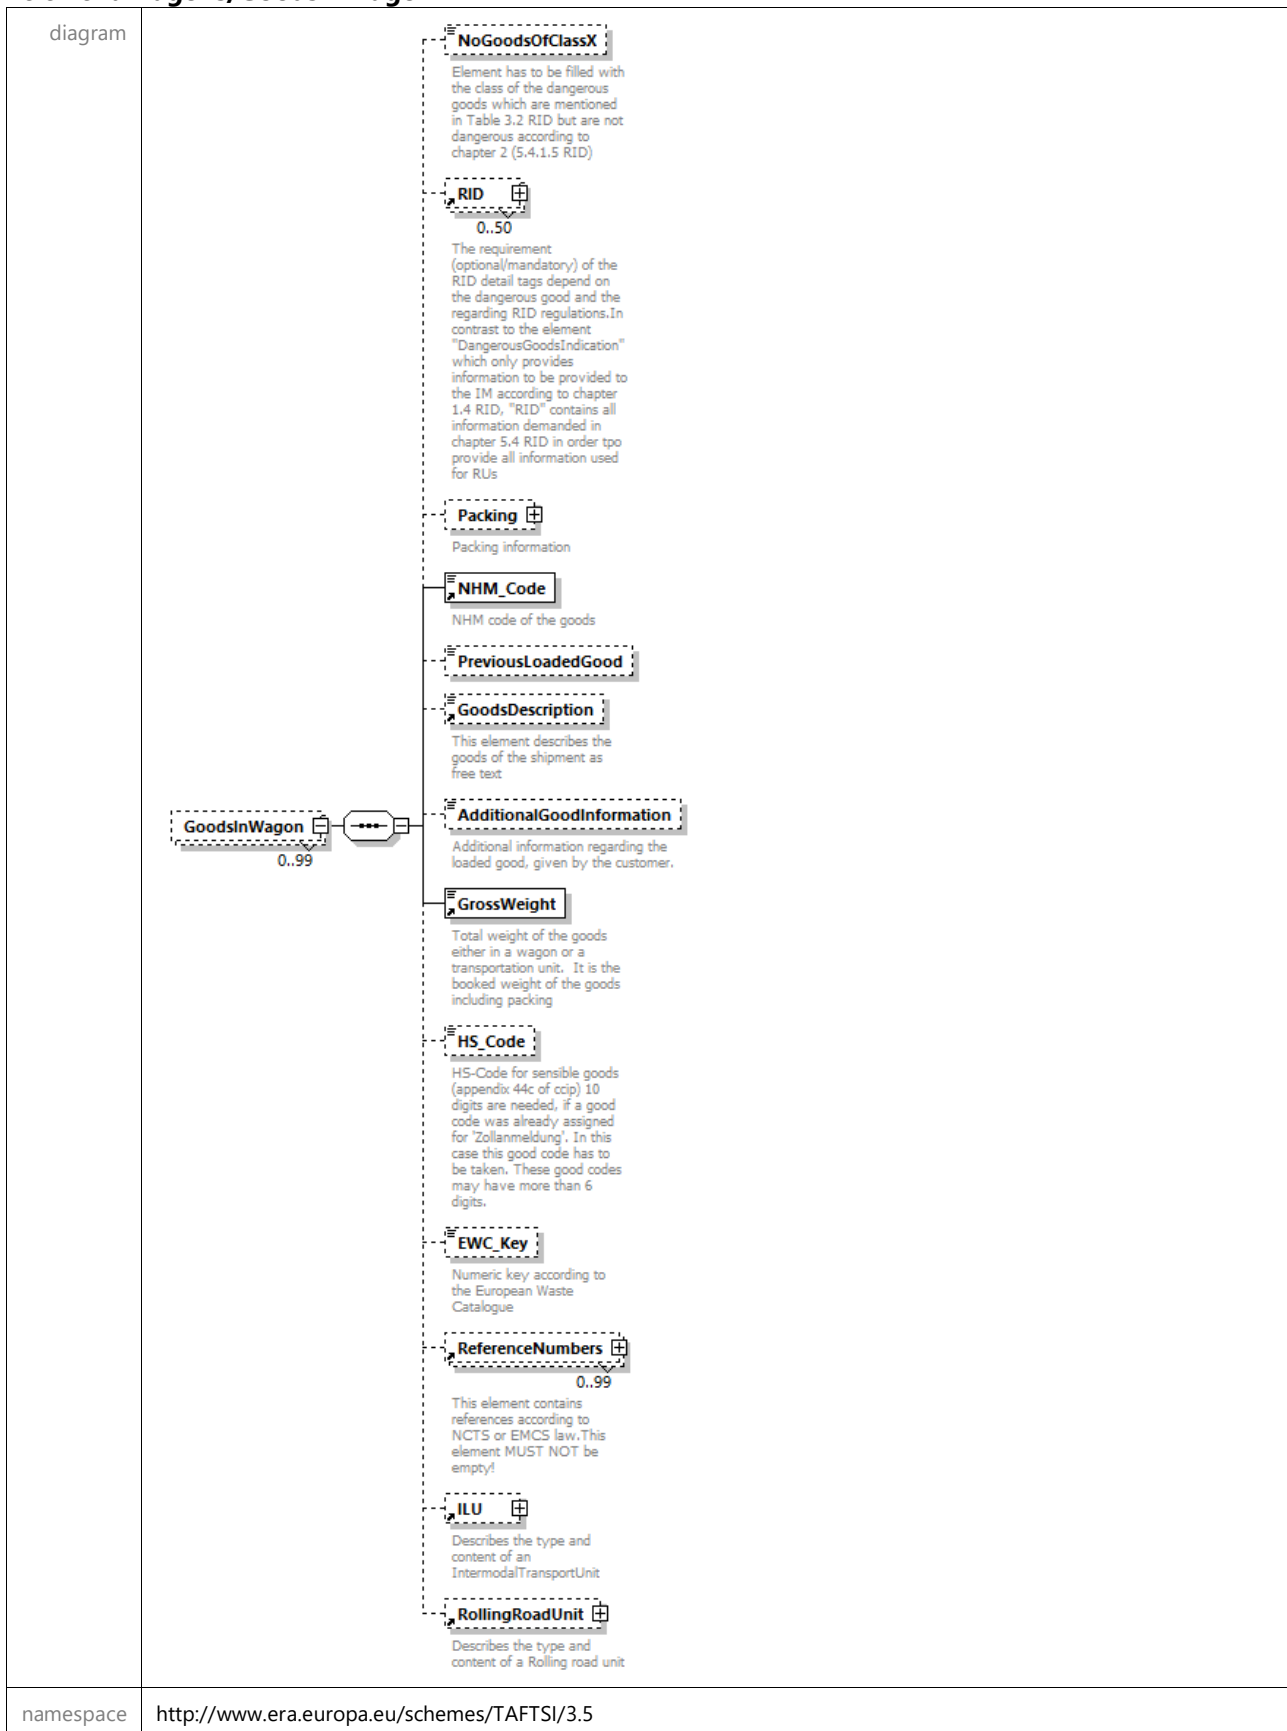 diagram
NoGoodsOfClassX
Element has to be filled with
the class of the dangerous
goods which are mentioned
in Table 3.2 RID but are not
dangerous according to
chapter 2 (5.4.1.5 RID)
RID
0..50
The requirement
(optional/mandatory) of the
RID detail tags depend on
the dangerous good and the
regarding RID regulations.In
contrast to the element
"DangerousGoodsIndication"
which only provides
information to be provided to
the IM according to chapter
1.4 RID, "RID" contains all
information demanded in
chapter 5.4 RID in order tpo
provide all information used
for RUs
Packing
Packing information
NHM_Code
NHM code of the goods
PreviousLoadedGood
GoodsDescription
This element describes the
goods of the shipment as
free text
GoodsInWagon
0..99
AdditionalGoodInformation
Additional information regarding the
loaded good, given by the customer.
GrossWeight
Total weight of the goods
either in a wagon or a
transportation unit.  It is the
booked weight of the goods
including packing
HS_Code
HS-Code for sensible goods
(appendix 44c of ccip) 10
digits are needed, if a good
code was already assigned
for 'Zollanmeldung'. In this
case this good code has to
be taken. These good codes
may have more than 6
digits.
EWC_Key
Numeric key according to
the European Waste
Catalogue
ReferenceNumbers
0..99
This element contains
references according to
NCTS or EMCS law.This
element MUST NOT be
empty!
ILU
Describes the type and
content of an
IntermodalTransportUnit
RollingRoadUnit
Describes the type and
content of a Rolling road unit
namespace
http://www.era.europa.eu/schemes/TAFTSI/3.5